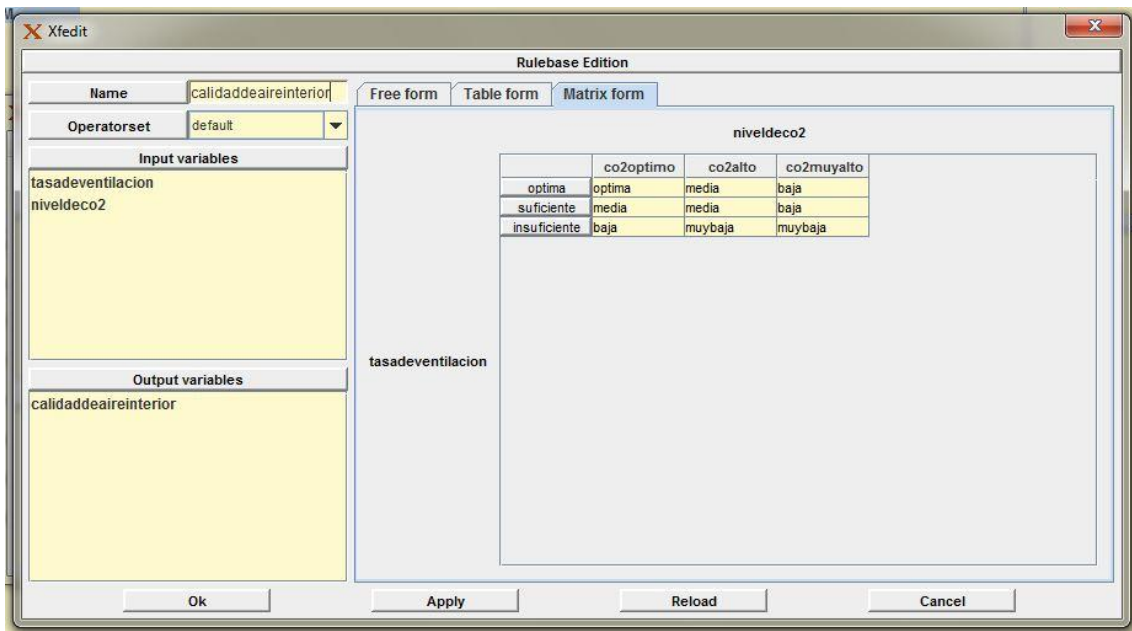 Xfedit
Rulebase Edition
Name calidaddeaireinterior
Operatorset default
Input variables
tasadeventilacion
niveldeco2
Output variables
calidaddeaireinterior
Free form Table form Matrix form
niveldeco2
co2optimo co2alto co2muyalto
optima optima media baja
suficiente media media baja
insuficiente baja muybaja muybaja
tasadeventilacion
Ok Apply Reload Cancel